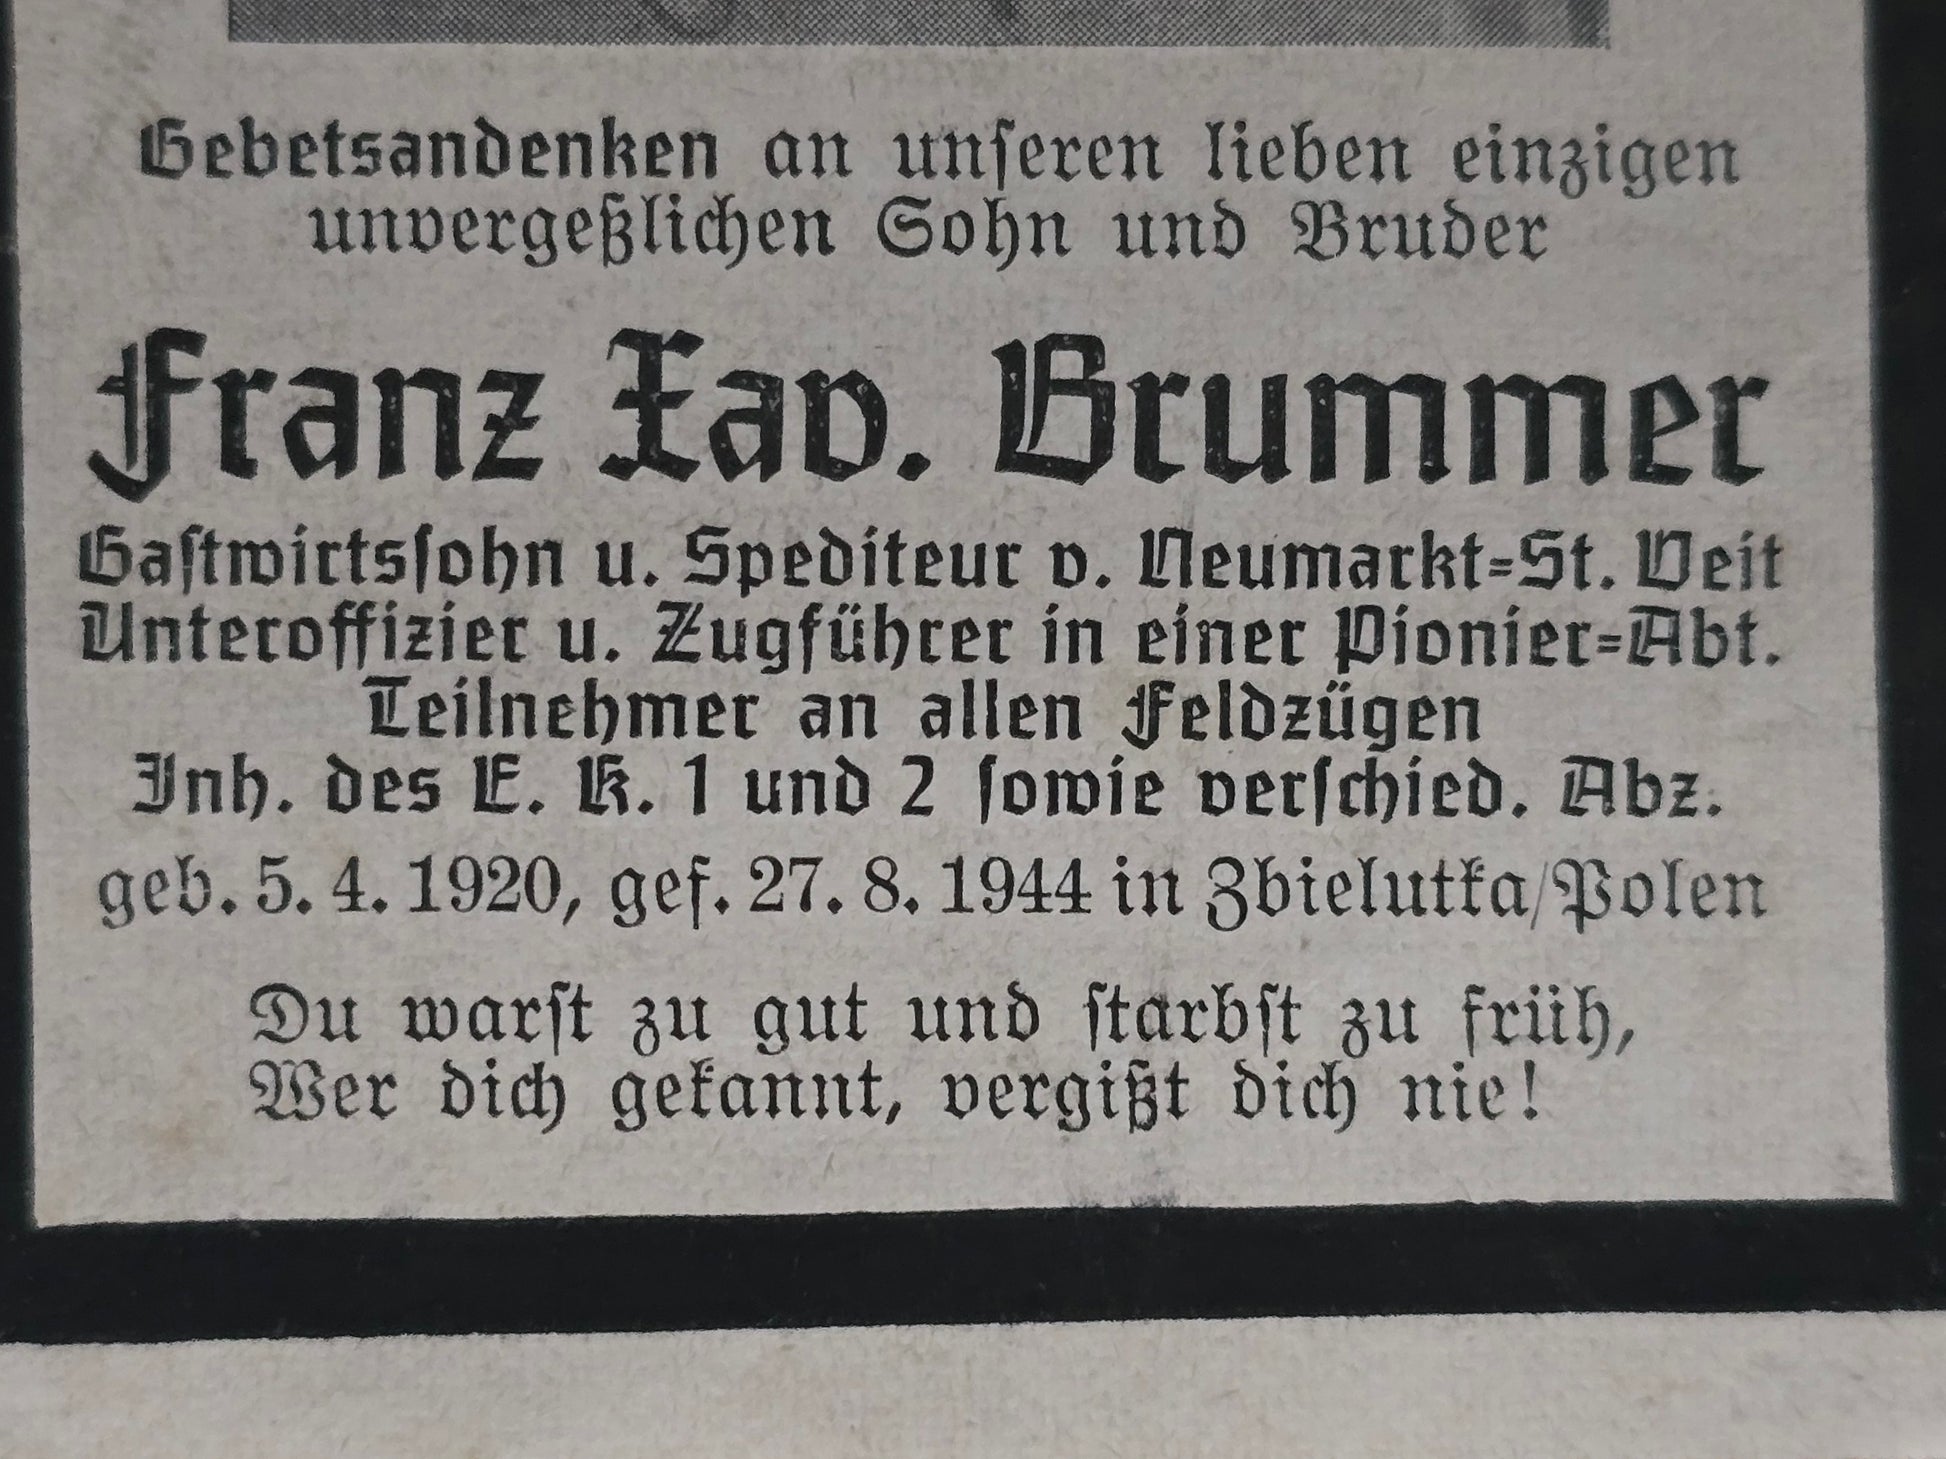 Gebetsandenken an unſeren lieben einzigen
unvergeßlichen Sohn und Bruder
Franz Xav. Brummer
Gaſtwirtsſohn u. Spediteur v. Neumarkt=St. Veit
Unteroffizier u. Zugführer in einer Pionier=Abt.
Teilnehmer an allen Feldzügen
Inh. des E. K. 1 und 2 ſowie verſchied. Abz.
geb. 5. 4. 1920, gef. 27. 8. 1944 in Zbielutka/Polen
Du warſt zu gut und ſtarbſt zu früh,
Wer dich gekannt, vergißt dich nie!